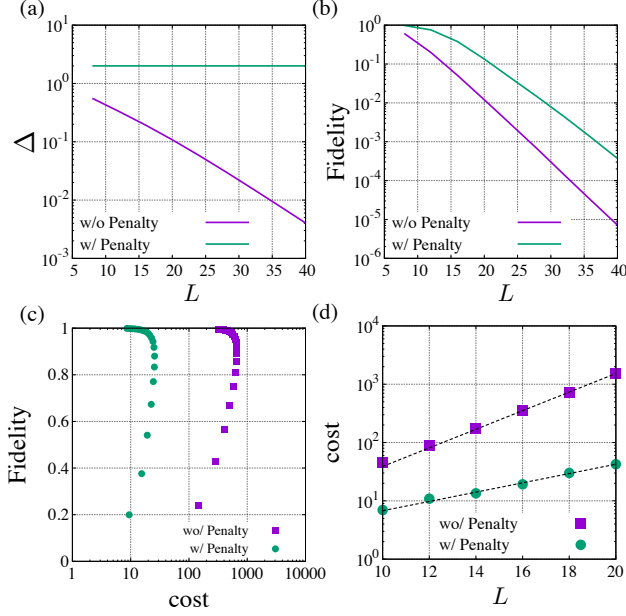 (a)
10^1
10^0
10^-1
10^-2
10^-3
Δ
w/o Penalty
w/ Penalty
5 10 15 20 25 30 35 40
L
(b)
10^0
10^-1
10^-2
10^-3
10^-4
10^-5
10^-6
Fidelity
w/o Penalty
w/ Penalty
5 10 15 20 25 30 35 40
L
(c)
1
0.8
0.6
0.4
0.2
0
Fidelity
wo/ Penalty
w/ Penalty
1 10 100 1000 10000
cost
(d)
10^4
10^3
10^2
10^1
10^0
cost
wo/ Penalty
w/ Penalty
10 12 14 16 18 20
L